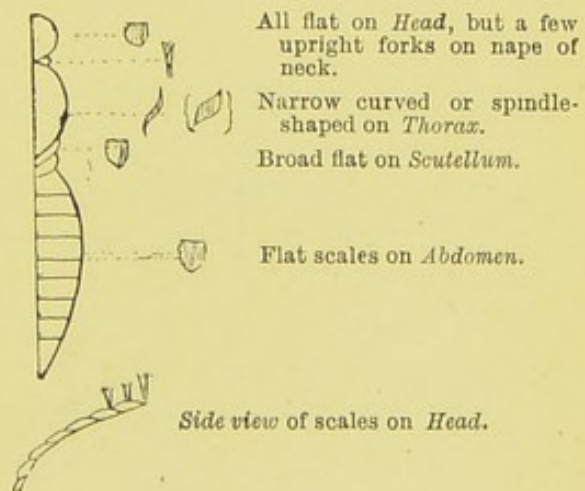 All flat on Head, but a few
upright forks on nape of
neck.
Narrow curved or spindle-
shaped on Thorax.
Broad flat on Scutellum.
Flat scales on Abdomen.
Side view of scales on Head.